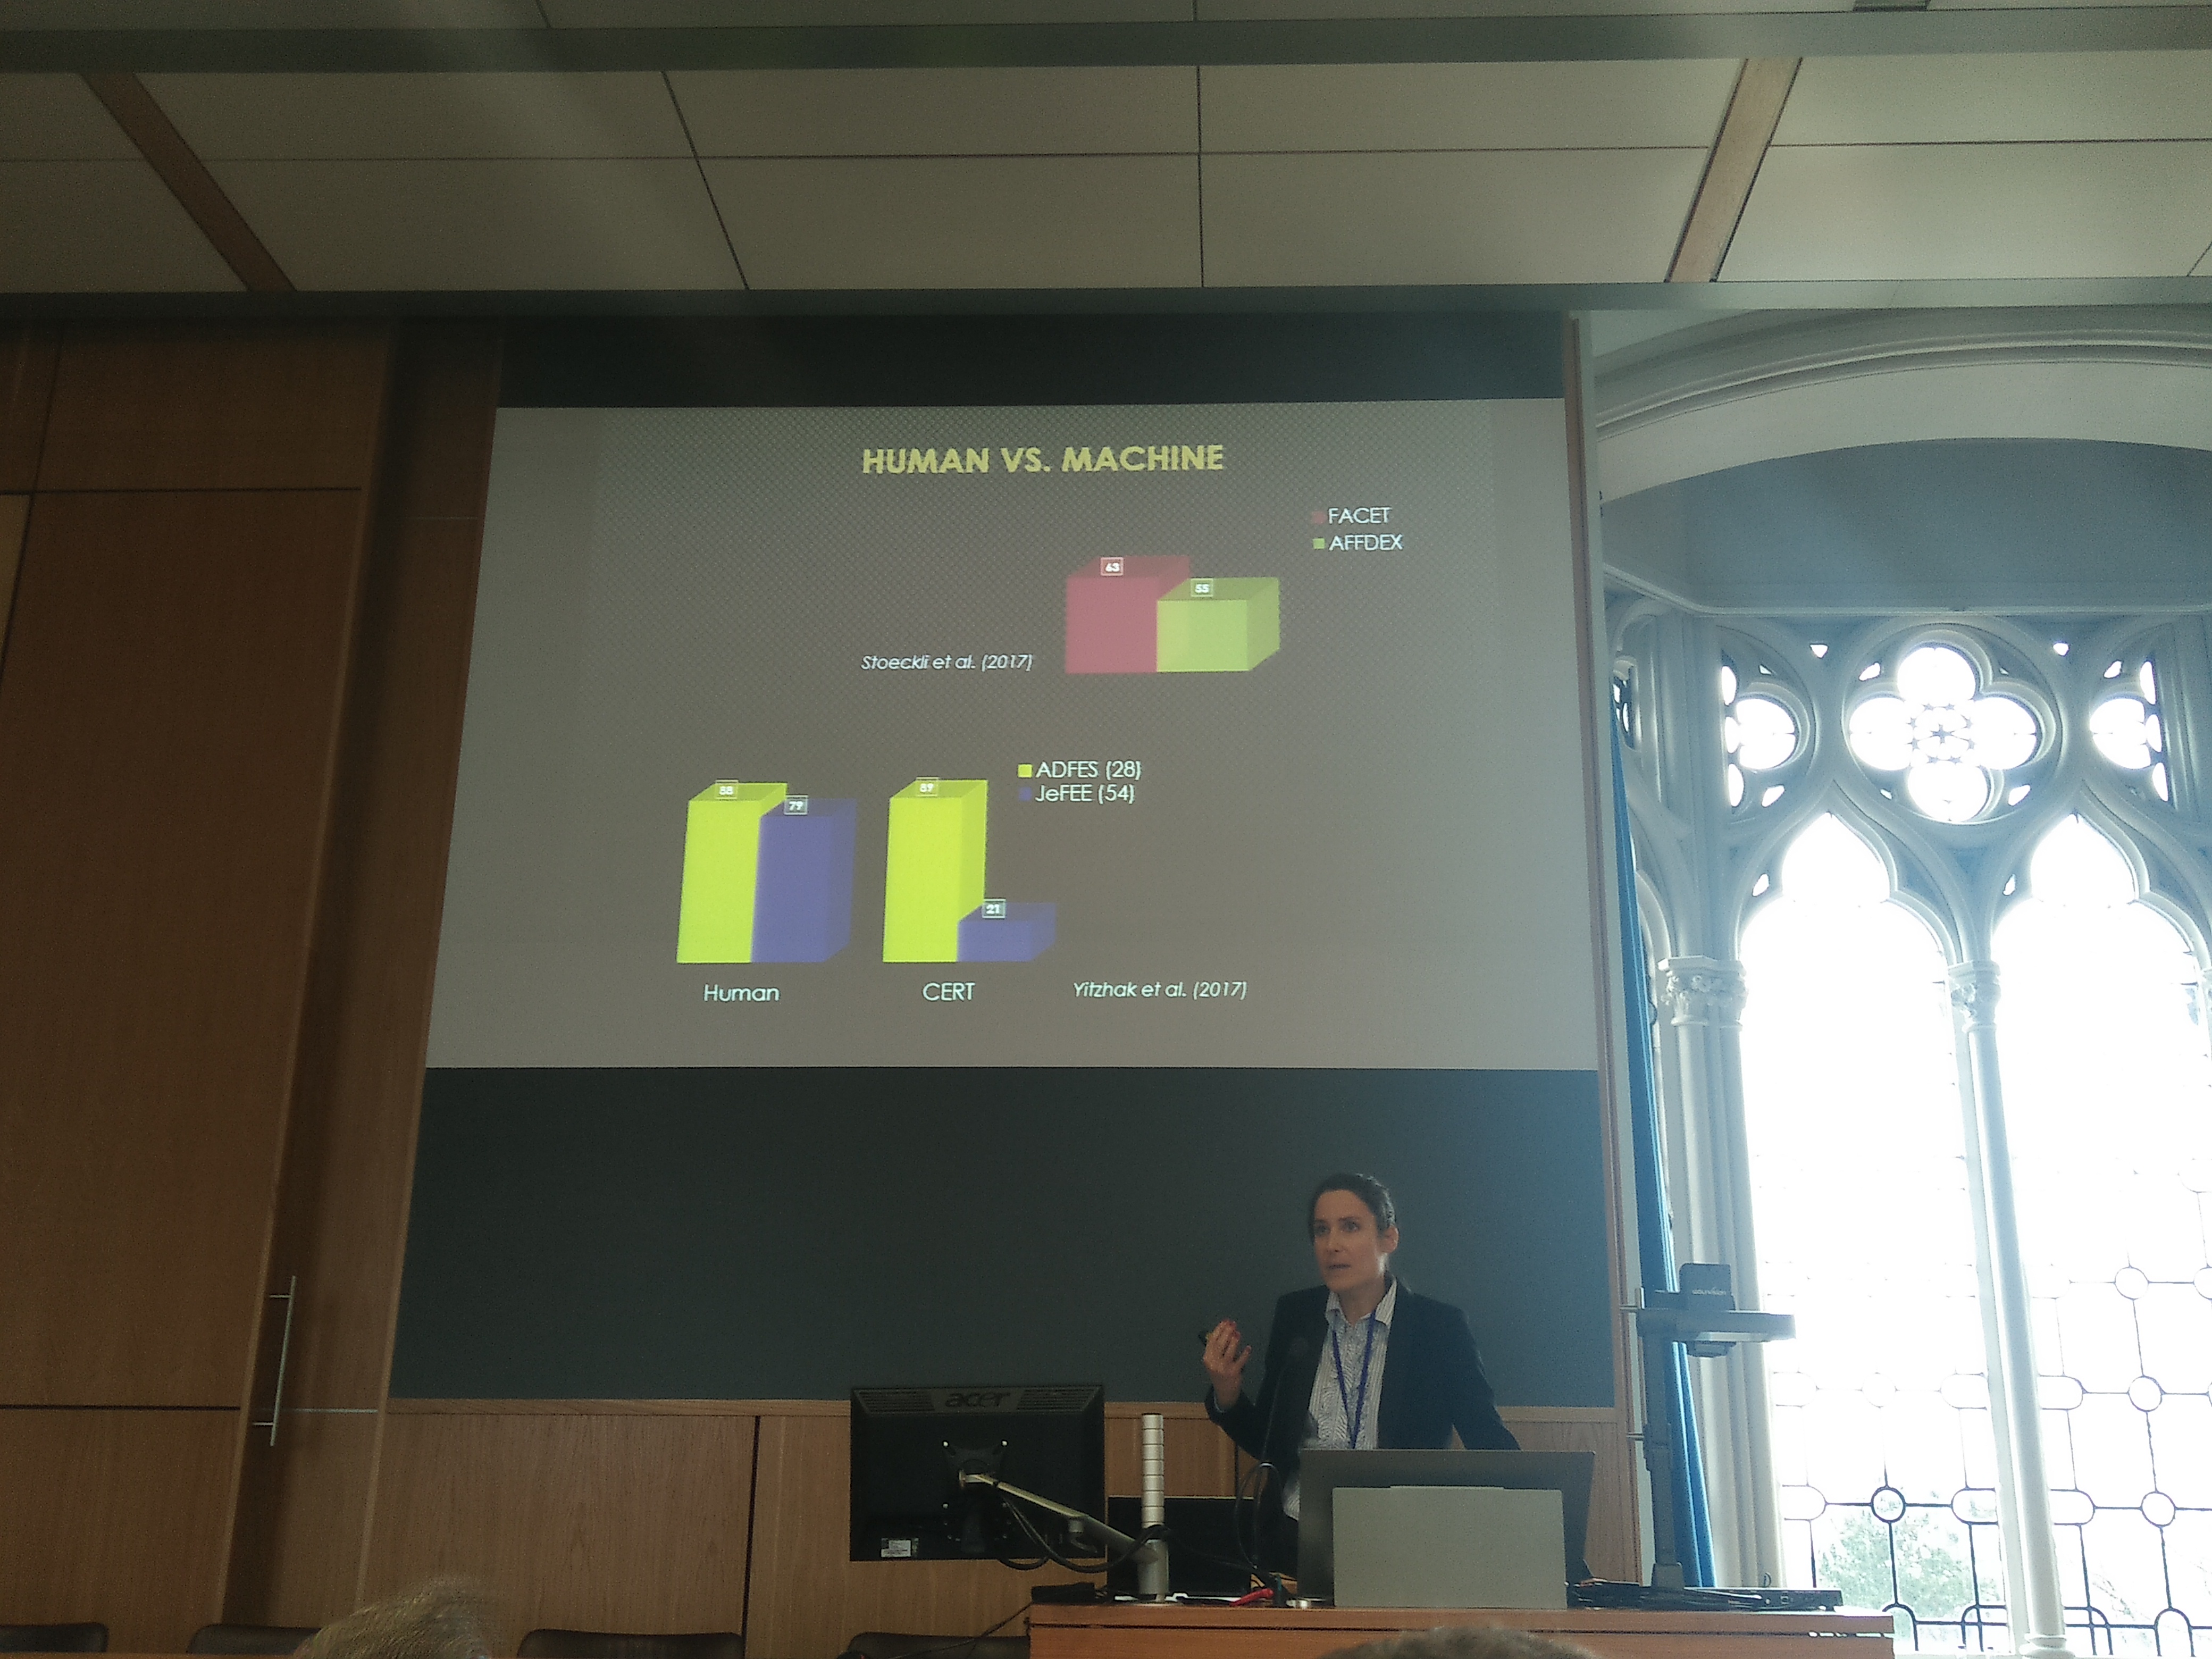 HUMAN VS. MACHINE
FACET
AFFDEX
63
55
Stoeckli et al. (2017)
ADFES (28)
JeFEE (54)
88
79
89
21
Human
CERT
Yitzhak et al. (2017)
acer